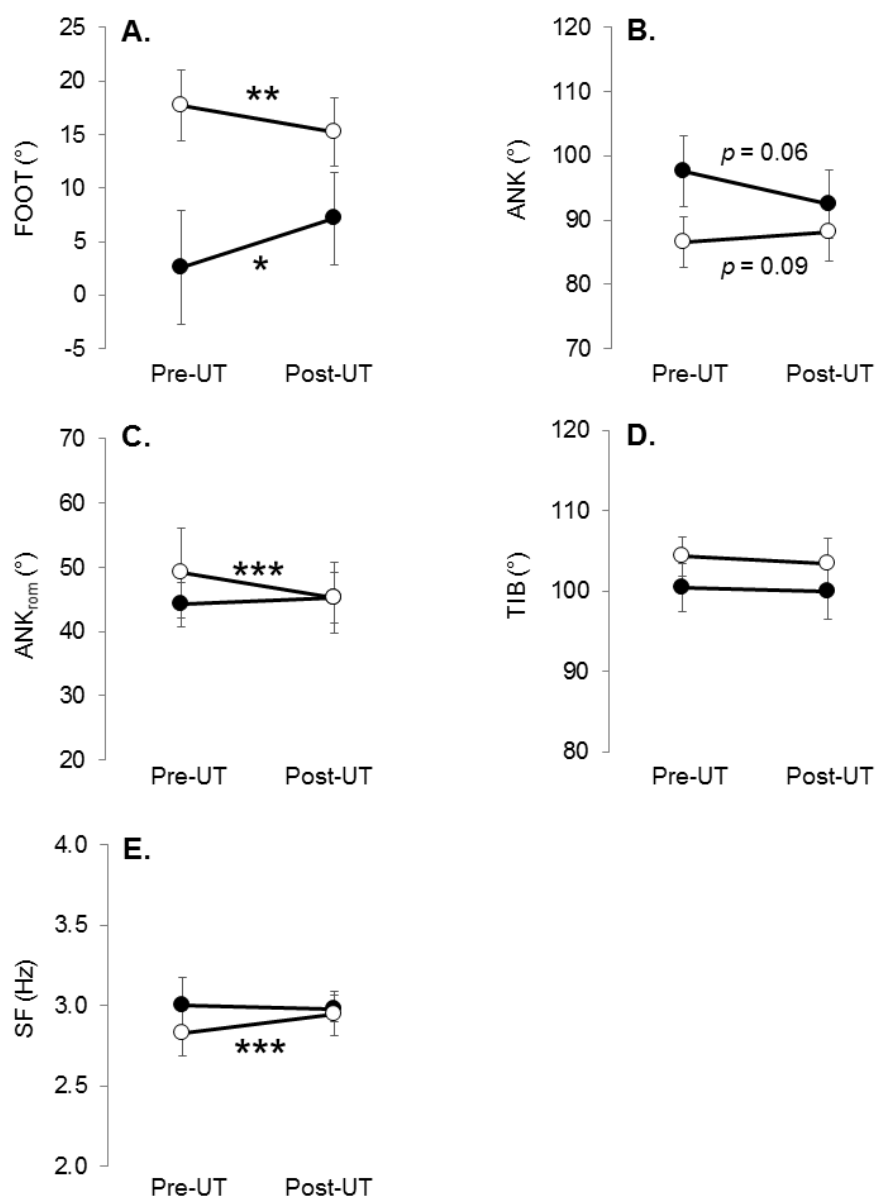 A.
25
20
15
10
5
0
-5
FOOT (°)
**
*
Pre-UT Post-UT
B.
120
110
100
90
80
70
ANK (°)
p = 0.06
p = 0.09
Pre-UT Post-UT
C.
70
60
50
40
30
20
ANKrom (°)
***
Pre-UT Post-UT
D.
120
110
100
90
80
TIB (°)
Pre-UT Post-UT
E.
4.0
3.5
3.0
2.5
2.0
SF (Hz)
***
Pre-UT Post-UT